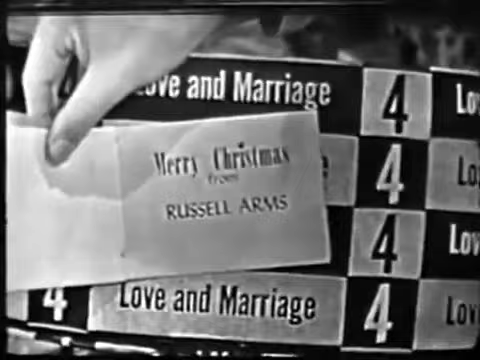 Love and Marriage 4 Lo
Merry Christmas
from
RUSSELL ARMS
4 Lo
4 Lov
4 Love and Marriage 4 Lov